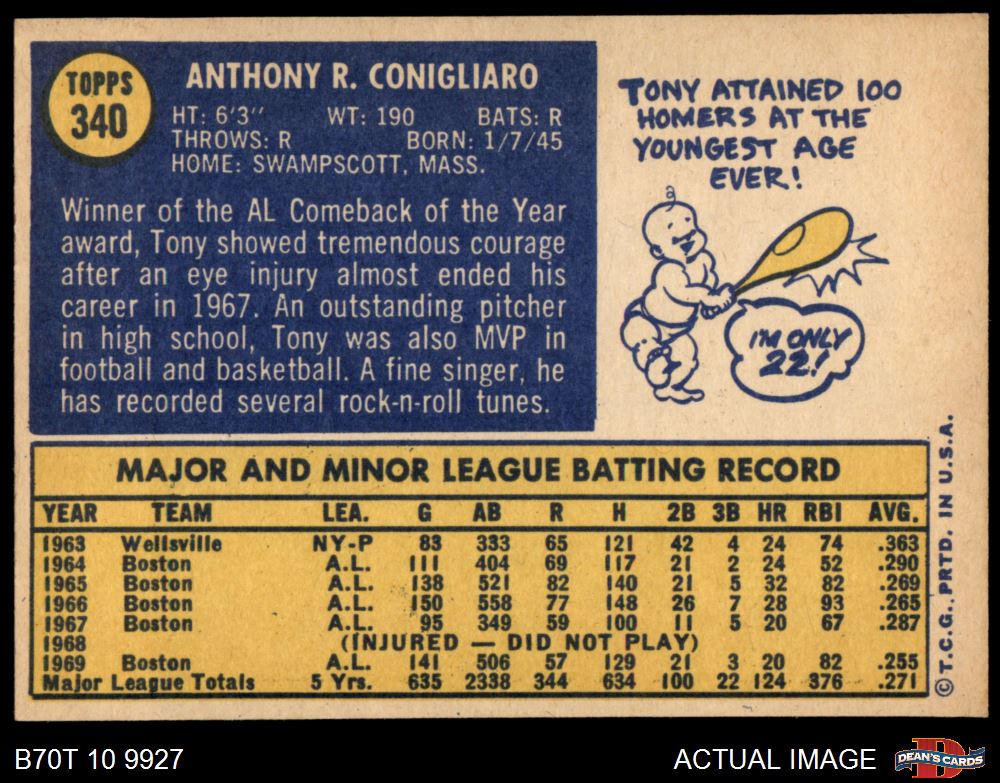 TOPPS
340
ANTHONY R. CONIGLIARO
HT: 6'3" WT: 190 BATS: R
THROWS: R BORN: 1/7/45
HOME: SWAMPSCOTT, MASS.
Winner of the AL Comeback of the Year
award, Tony showed tremendous courage
after an eye injury almost ended his
career in 1967. An outstanding pitcher
in high school, Tony was also MVP in
football and basketball. A fine singer, he
has recorded several rock-n-roll tunes.
TONY ATTAINED 100
HOMERS AT THE
YOUNGEST AGE
EVER!
I'M ONLY
22!
MAJOR AND MINOR LEAGUE BATTING RECORD
YEAR TEAM LEA. G AB R H 2B 3B HR RBI AVG.
1963 Wellsville NY-P 83 333 65 121 42 4 24 74 .363
1964 Boston A.L. 111 404 69 117 21 2 24 52 .290
1965 Boston A.L. 138 521 82 140 21 5 32 82 .269
1966 Boston A.L. 150 558 77 148 26 7 28 93 .265
1967 Boston A.L. 95 349 59 100 11 5 20 67 .287
1968 (INJURED — DID NOT PLAY)
1969 Boston A.L. 141 506 57 129 21 3 20 82 .255
Major League Totals 5 Yrs. 635 2338 344 634 100 22 124 376 .271
© T.C.G., PRTD. IN U.S.A.
B70T 10 9927
ACTUAL IMAGE
D
DEAN'S CARDS